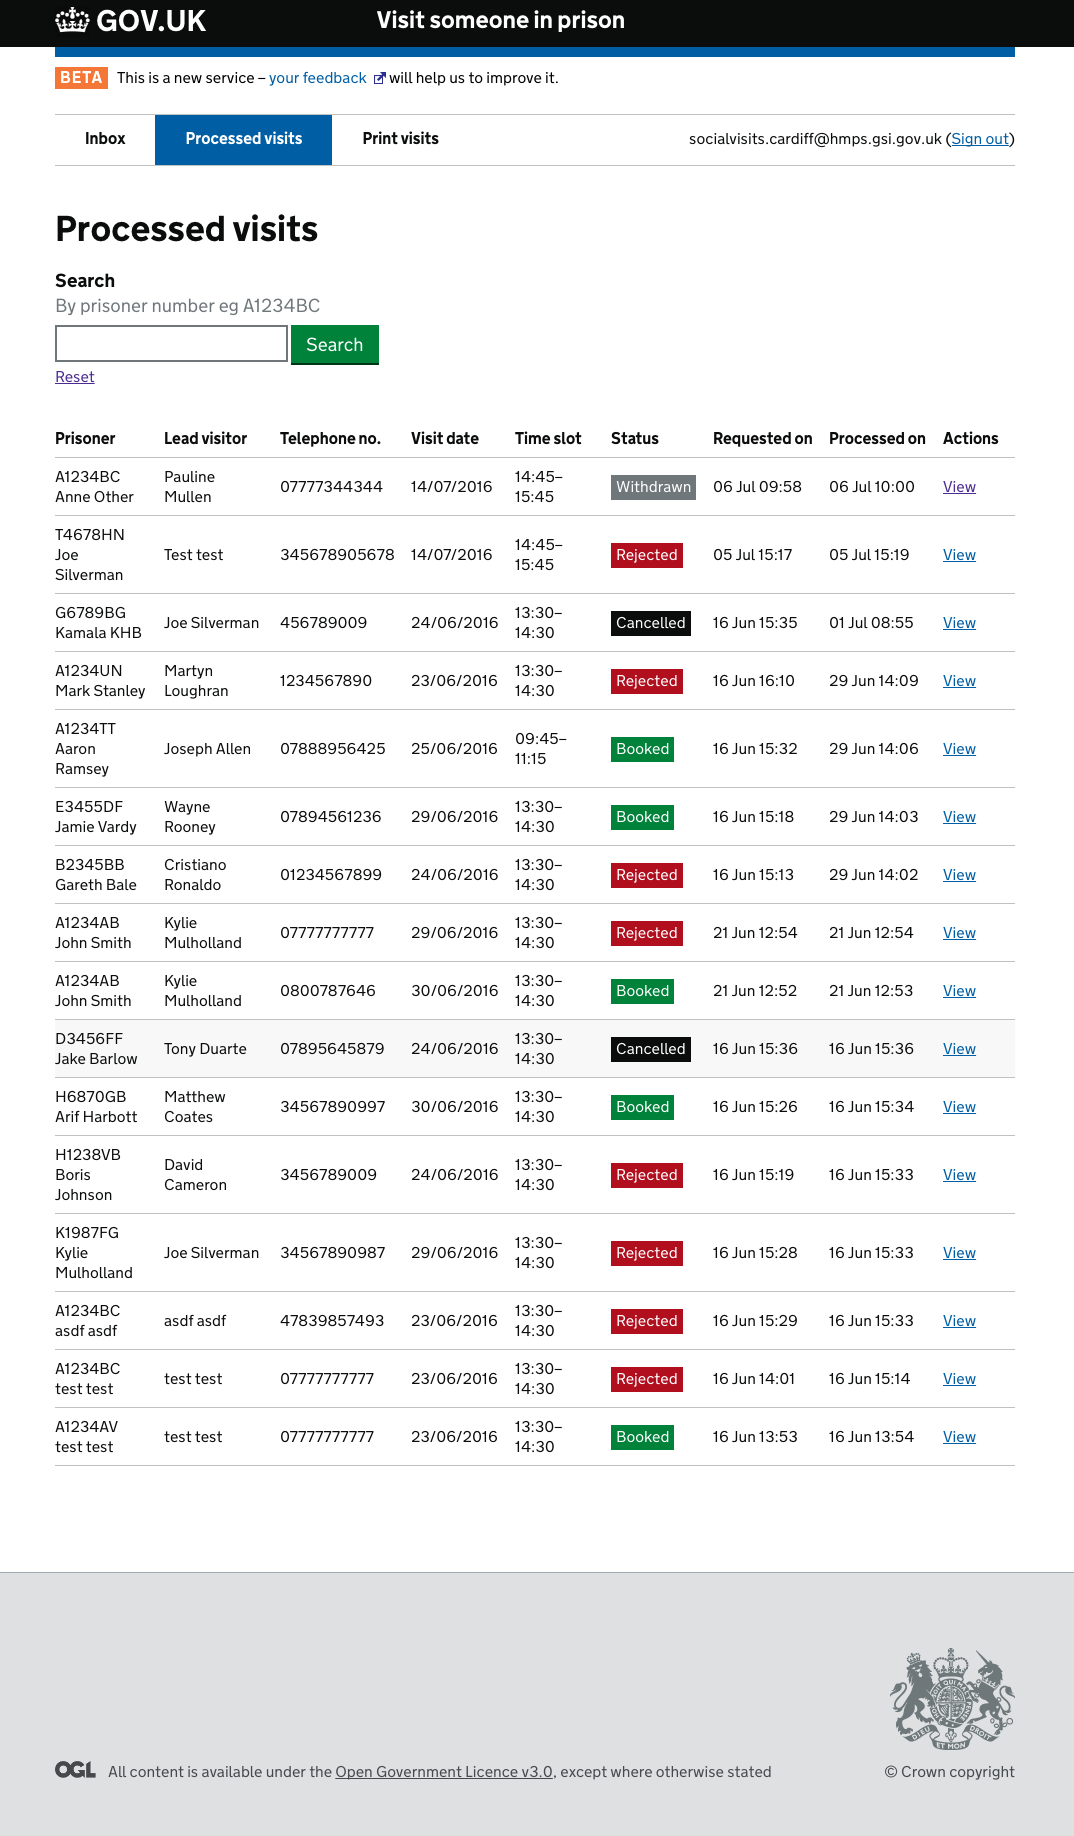 GOV.UK Visit someone in prison
BETA This is a new service – your feedback will help us to improve it.
Inbox Processed visits Print visits socialvisits.cardiff@hmps.gsi.gov.uk (Sign out)
Processed visits
Search
By prisoner number eg A1234BC
Search
Reset
Prisoner Lead visitor Telephone no. Visit date Time slot Status Requested on Processed on Actions
A1234BC Anne Other Pauline Mullen 07777344344 14/07/2016 14:45–15:45 Withdrawn 06 Jul 09:58 06 Jul 10:00 View
T4678HN Joe Silverman Test test 345678905678 14/07/2016 14:45–15:45 Rejected 05 Jul 15:17 05 Jul 15:19 View
G6789BG Kamala KHB Joe Silverman 456789009 24/06/2016 13:30–14:30 Cancelled 16 Jun 15:35 01 Jul 08:55 View
A1234UN Mark Stanley Martyn Loughran 1234567890 23/06/2016 13:30–14:30 Rejected 16 Jun 16:10 29 Jun 14:09 View
A1234TT Aaron Ramsey Joseph Allen 07888956425 25/06/2016 09:45–11:15 Booked 16 Jun 15:32 29 Jun 14:06 View
E3455DF Jamie Vardy Wayne Rooney 07894561236 29/06/2016 13:30–14:30 Booked 16 Jun 15:18 29 Jun 14:03 View
B2345BB Gareth Bale Cristiano Ronaldo 01234567899 24/06/2016 13:30–14:30 Rejected 16 Jun 15:13 29 Jun 14:02 View
A1234AB John Smith Kylie Mulholland 07777777777 29/06/2016 13:30–14:30 Rejected 21 Jun 12:54 21 Jun 12:54 View
A1234AB John Smith Kylie Mulholland 0800787646 30/06/2016 13:30–14:30 Booked 21 Jun 12:52 21 Jun 12:53 View
D3456FF Jake Barlow Tony Duarte 07895645879 24/06/2016 13:30–14:30 Cancelled 16 Jun 15:36 16 Jun 15:36 View
H6870GB Arif Harbott Matthew Coates 34567890997 30/06/2016 13:30–14:30 Booked 16 Jun 15:26 16 Jun 15:34 View
H1238VB Boris Johnson David Cameron 3456789009 24/06/2016 13:30–14:30 Rejected 16 Jun 15:19 16 Jun 15:33 View
K1987FG Kylie Mulholland Joe Silverman 34567890987 29/06/2016 13:30–14:30 Rejected 16 Jun 15:28 16 Jun 15:33 View
A1234BC asdf asdf asdf asdf 47839857493 23/06/2016 13:30–14:30 Rejected 16 Jun 15:29 16 Jun 15:33 View
A1234BC test test test test 07777777777 23/06/2016 13:30–14:30 Rejected 16 Jun 14:01 16 Jun 15:14 View
A1234AV test test test test 07777777777 23/06/2016 13:30–14:30 Booked 16 Jun 13:53 16 Jun 13:54 View
DIEU ET MON DROIT
OGL All content is available under the Open Government Licence v3.0, except where otherwise stated © Crown copyright